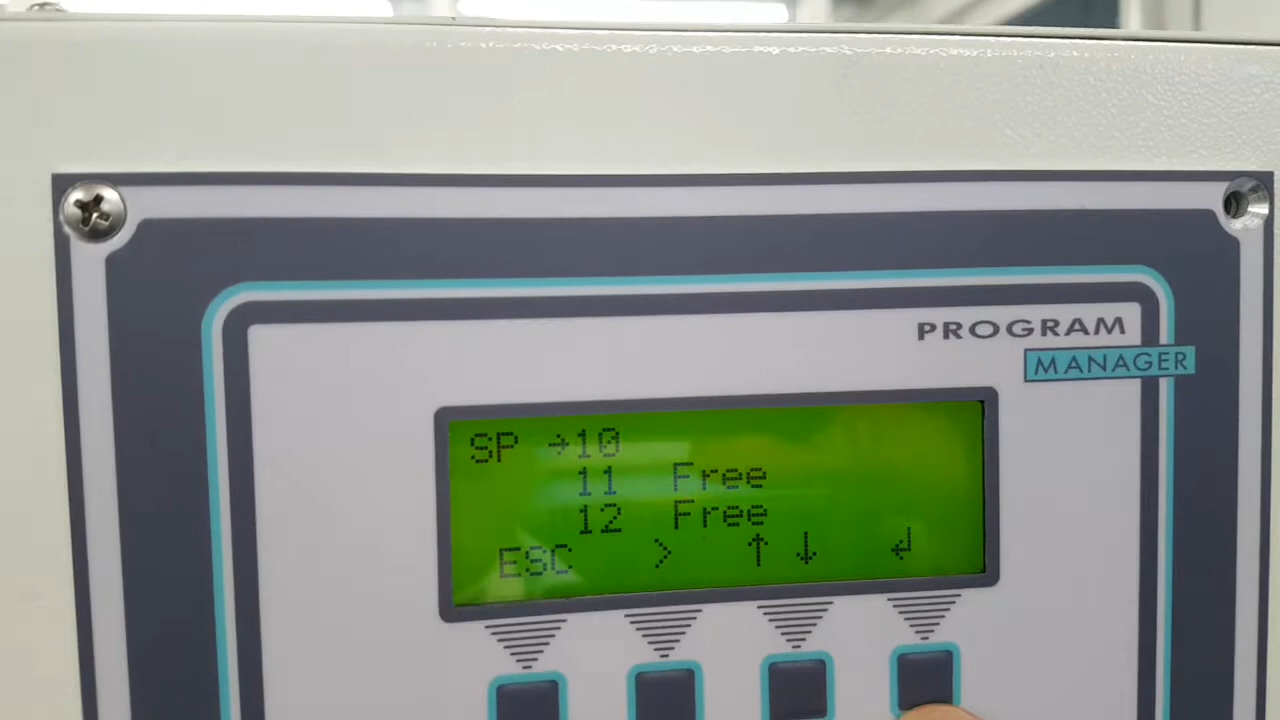 PROGRAM
MANAGER
SP →10
11 Free
12 Free
ESC > ↑ ↓ ↲